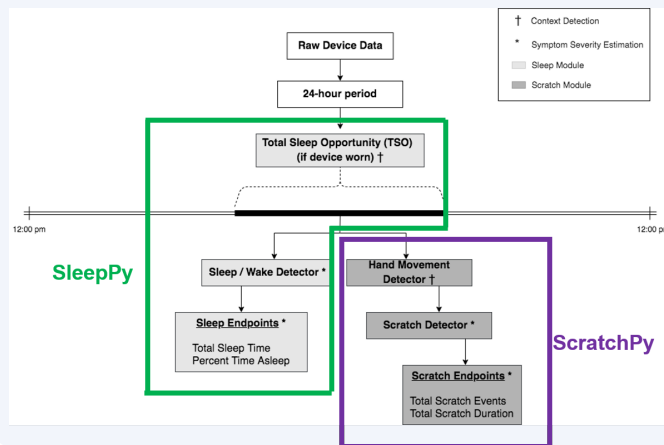 † Context Detection
* Symptom Severity Estimation
Sleep Module
Scratch Module
Raw Device Data
24-hour period
Total Sleep Opportunity (TSO)
(if device worn) †
12:00 pm
12:00 p
SleepPy
Sleep / Wake Detector *
Hand Movement
Detector †
Sleep Endpoints *
Total Sleep Time
Percent Time Asleep
Scratch Detector *
ScratchPy
Scratch Endpoints *
Total Scratch Events
Total Scratch Duration